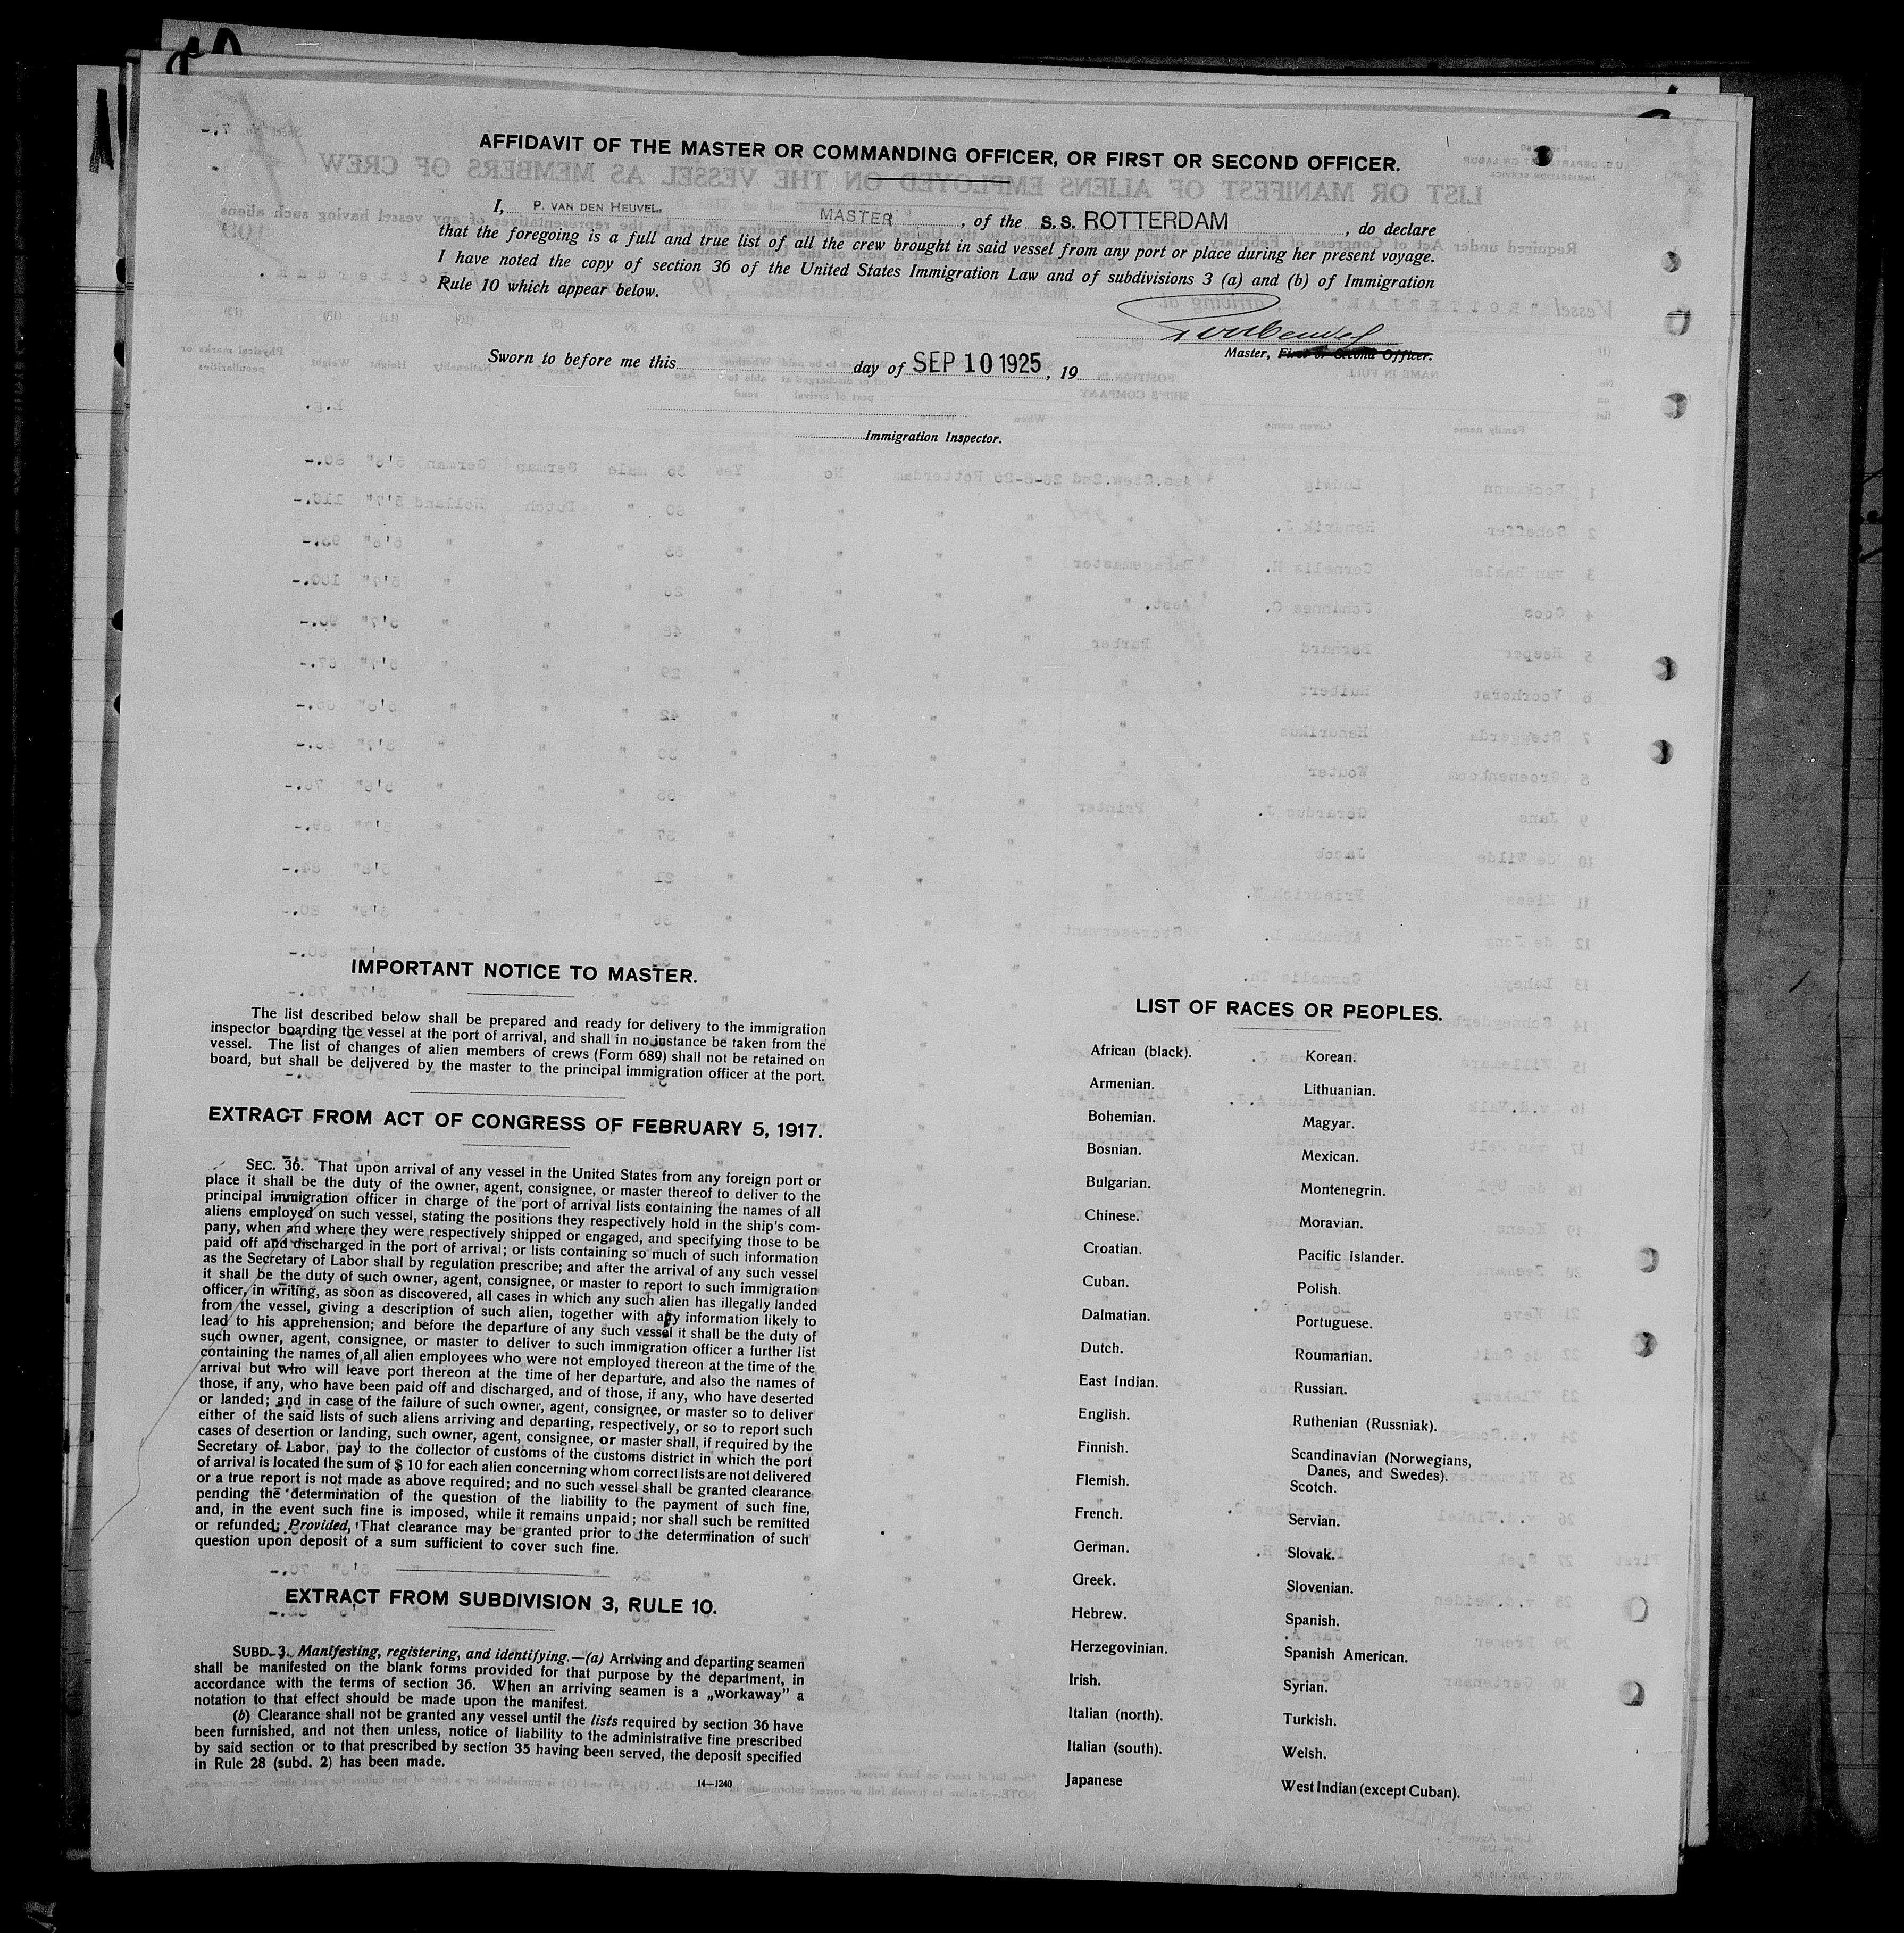 AFFIDAVIT OF THE MASTER OR COMMANDING OFFICER, OR FIRST OR SECOND OFFICER.
I, P. VAN DEN HEUVEL. MASTER, of the S.S. ROTTERDAM, do declare
that the foregoing is a full and true list of all the crew brought in said vessel from any port or place during her present voyage.
I have noted the copy of section 36 of the United States Immigration Law and of subdivisions 3 (a) and (b) of Immigration
Rule 10 which appear below.
Master, First or Second Officer.
Sworn to before me this day of SEP 10 1925, 19
Immigration Inspector.
IMPORTANT NOTICE TO MASTER.
The list described below shall be prepared and ready for delivery to the immigration
inspector boarding the vessel at the port of arrival, and shall in no instance be taken from the
vessel. The list of changes of alien members of crews (Form 689) shall not be retained on
board, but shall be delivered by the master to the principal immigration officer at the port.
EXTRACT FROM ACT OF CONGRESS OF FEBRUARY 5, 1917.
SEC. 36. That upon arrival of any vessel in the United States from any foreign port or
place it shall be the duty of the owner, agent, consignee, or master thereof to deliver to the
principal immigration officer in charge of the port of arrival lists containing the names of all
aliens employed on such vessel, stating the positions they respectively hold in the ship's com-
pany, when and where they were respectively shipped or engaged, and specifying those to be
paid off and discharged in the port of arrival; or lists containing so much of such information
as the Secretary of Labor shall by regulation prescribe; and after the arrival of any such vessel
it shall be the duty of such owner, agent, consignee, or master to report to such immigration
officer, in writing, as soon as discovered, all cases in which any such alien has illegally landed
from the vessel, giving a description of such alien, together with any information likely to
lead to his apprehension; and before the departure of any such vessel it shall be the duty of
such owner, agent, consignee, or master to deliver to such immigration officer a further list
containing the names of all alien employees who were not employed thereon at the time of the
arrival but who will leave port thereon at the time of her departure, and also the names of
those, if any, who have been paid off and discharged, and of those, if any, who have deserted
or landed; and in case of the failure of such owner, agent, consignee, or master so to deliver
either of the said lists of such aliens arriving and departing, respectively, or so to report such
cases of desertion or landing, such owner, agent, consignee, or master shall, if required by the
Secretary of Labor, pay to the collector of customs of the customs district in which the port
of arrival is located the sum of $ 10 for each alien concerning whom correct lists are not delivered
or a true report is not made as above required; and no such vessel shall be granted clearance
pending the determination of the question of the liability to the payment of such fine,
and, in the event such fine is imposed, while it remains unpaid; nor shall such be remitted
or refunded: Provided, That clearance may be granted prior to the determination of such
question upon deposit of a sum sufficient to cover such fine.
EXTRACT FROM SUBDIVISION 3, RULE 10.
SUBD. 3. Manifesting, registering, and identifying.—(a) Arriving and departing seamen
shall be manifested on the blank forms provided for that purpose by the department, in
accordance with the terms of section 36. When an arriving seamen is a „workaway” a
notation to that effect should be made upon the manifest.
(b) Clearance shall not be granted any vessel until the lists required by section 36 have
been furnished, and not then unless, notice of liability to the administrative fine prescribed
by said section or to that prescribed by section 35 having been served, the deposit specified
in Rule 28 (subd. 2) has been made.
14—1240
LIST OF RACES OR PEOPLES.
African (black).
Armenian.
Bohemian.
Bosnian.
Bulgarian.
Chinese.
Croatian.
Cuban.
Dalmatian.
Dutch.
East Indian.
English.
Finnish.
Flemish.
French.
German.
Greek.
Hebrew.
Herzegovinian.
Irish.
Italian (north).
Italian (south).
Japanese
Korean.
Lithuanian.
Magyar.
Mexican.
Montenegrin.
Moravian.
Pacific Islander.
Polish.
Portuguese.
Roumanian.
Russian.
Ruthenian (Russniak).
Scandinavian (Norwegians,
Danes, and Swedes).
Scotch.
Servian.
Slovak.
Slovenian.
Spanish.
Spanish American.
Syrian.
Turkish.
Welsh.
West Indian (except Cuban).